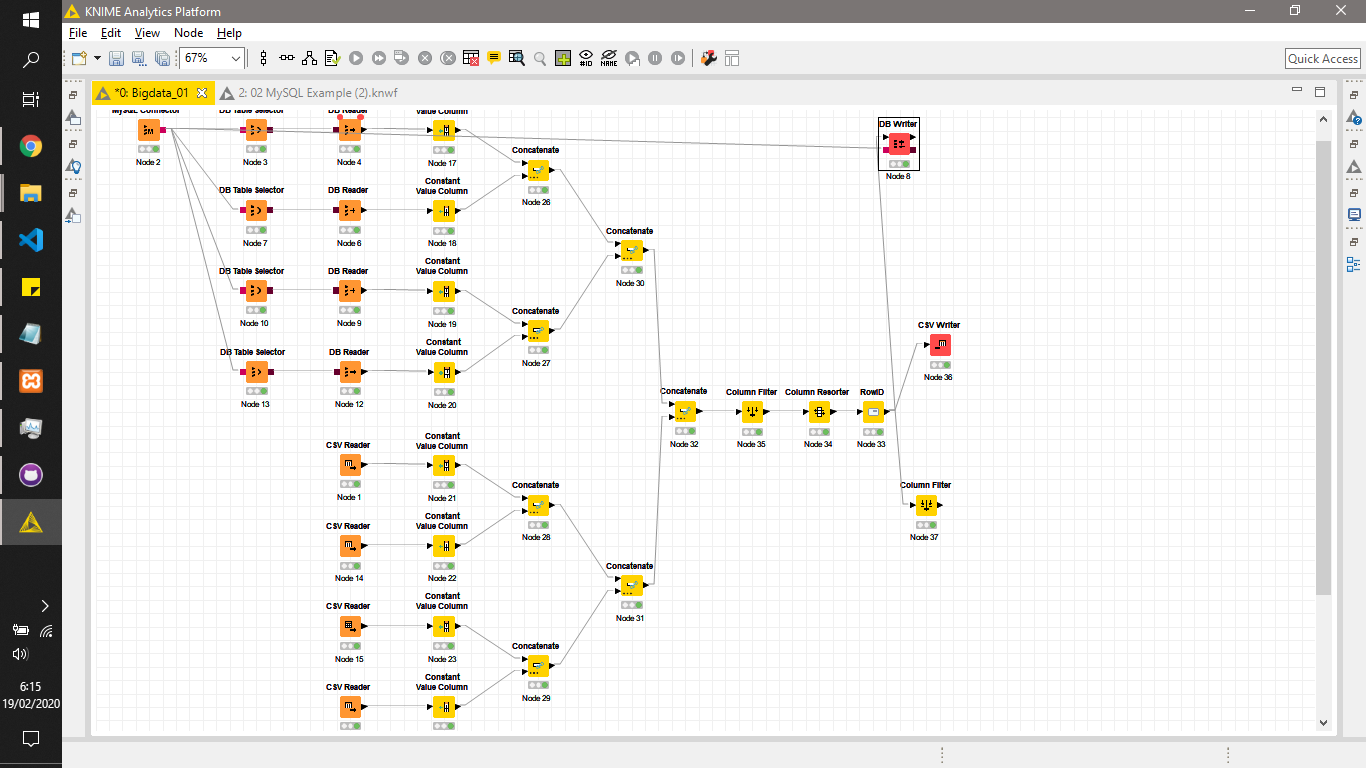 KNIME Analytics Platform
File Edit View Node Help
67%
Quick Access
*0: Bigdata_01
2: 02 MySQL Example (2).knwf
MySQL Connector
DB Table Selector
DB Reader
Value Column
DB Writer
Node 2
Node 3
Node 4
Node 17
Node 8
Concatenate
Node 26
DB Table Selector
DB Reader
Constant
Value Column
Node 7
Node 6
Node 18
Concatenate
Node 30
DB Table Selector
DB Reader
Constant
Value Column
Node 10
Node 9
Node 19
Concatenate
Node 27
CSV Writer
Node 36
DB Table Selector
DB Reader
Constant
Value Column
Node 13
Node 12
Node 20
Concatenate
Column Filter
Column Resorter
RowID
Node 32
Node 35
Node 34
Node 33
CSV Reader
Constant
Value Column
Node 1
Node 21
Concatenate
Node 28
Column Filter
Node 37
CSV Reader
Constant
Value Column
Node 14
Node 22
Concatenate
Node 31
CSV Reader
Constant
Value Column
Node 15
Node 23
Concatenate
Node 29
CSV Reader
Constant
Value Column
6:15
19/02/2020